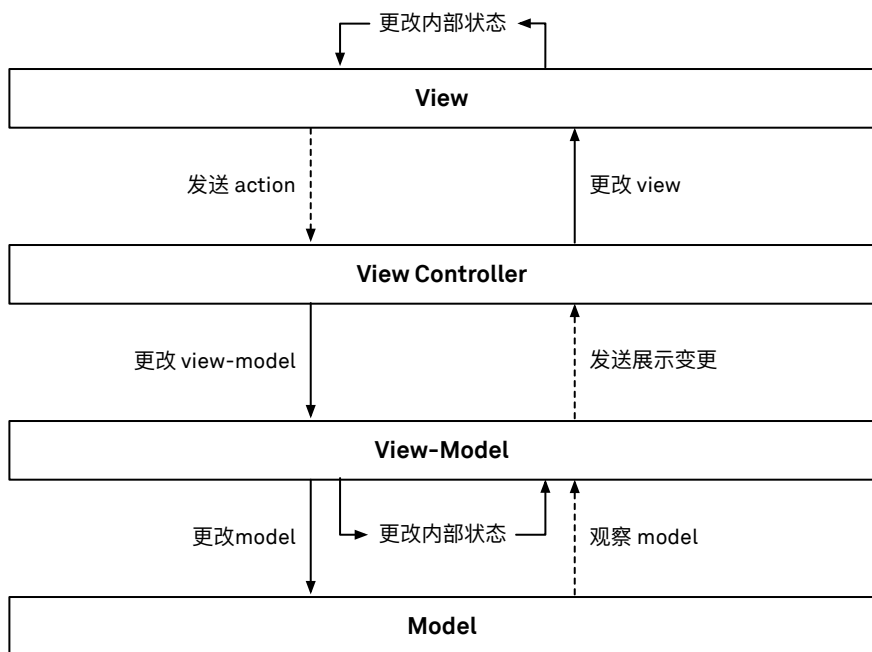 更改内部状态
View
发送 action
更改 view
View Controller
更改 view-model
发送展示变更
View-Model
更改model
更改内部状态
观察 model
Model